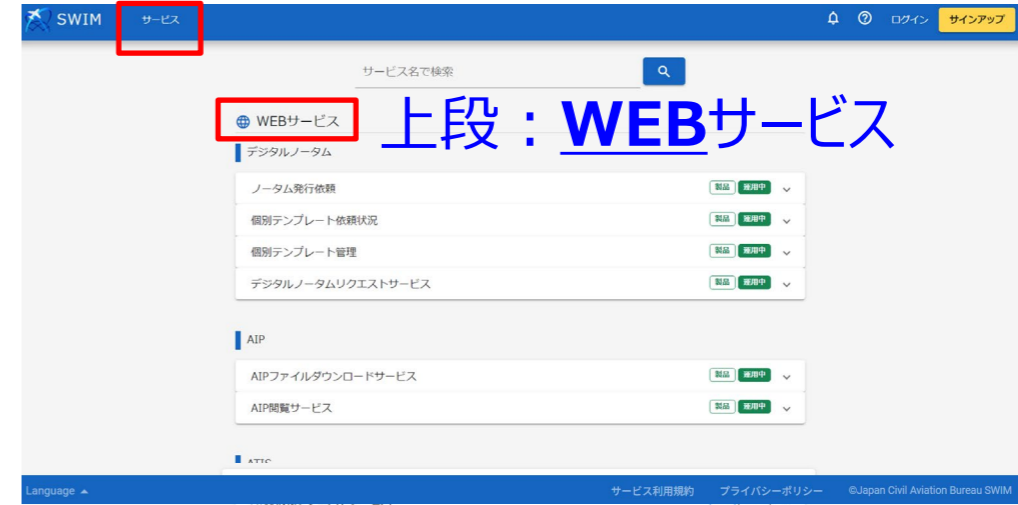 SWIM サービス ログイン サインアップ
サービス名で検索
WEBサービス
上段：WEBサービス
デジタルノータム
ノータム発行依頼 製品 運用中
個別テンプレート依頼状況 製品 運用中
個別テンプレート管理 製品 運用中
デジタルノータムリクエストサービス 製品 運用中
AIP
AIPファイルダウンロードサービス 製品 運用中
AIP閲覧サービス 製品 運用中
ATIS
Language サービス利用規約 プライバシーポリシー ©Japan Civil Aviation Bureau SWIM